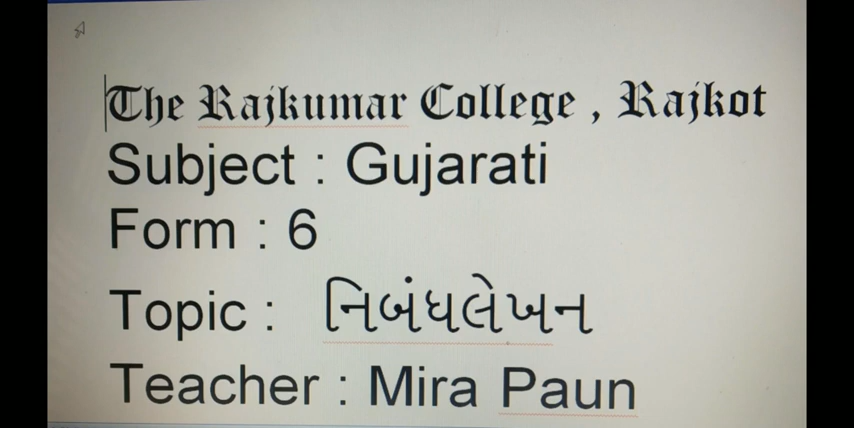 The Rajkumar College , Rajkot
Subject : Gujarati
Form : 6
Topic : નિબંધલેખન
Teacher : Mira Paun